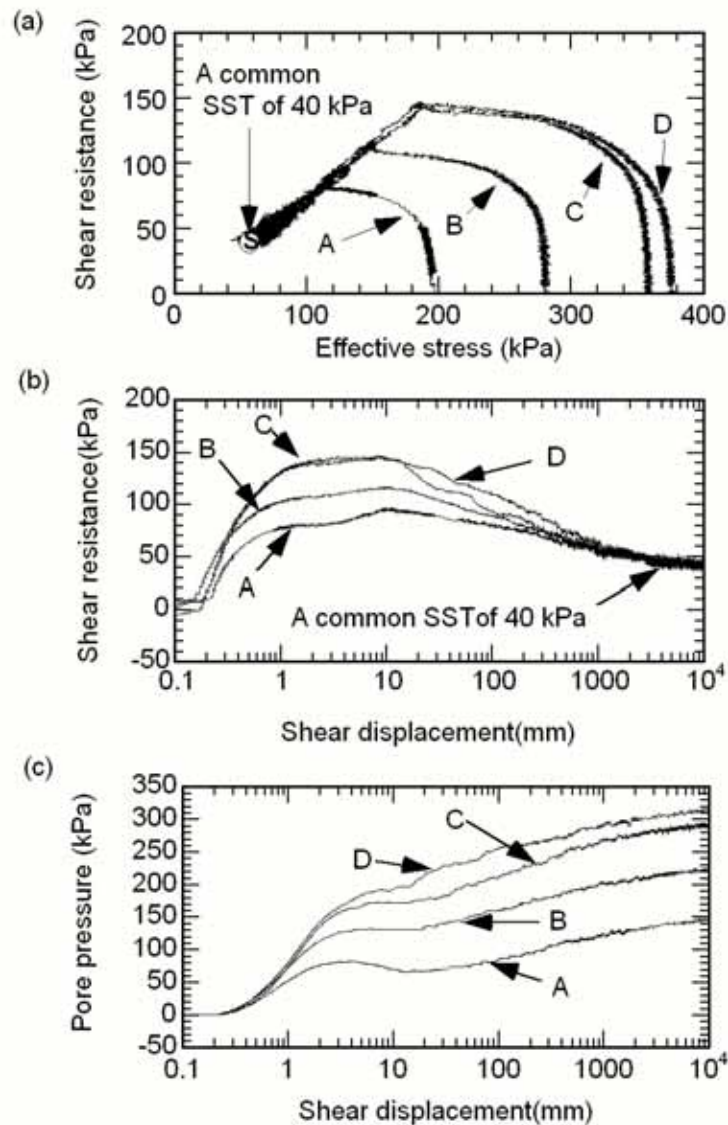 (a)
Shear resistance (kPa)
200
150
100
50
0
A common
SST of 40 kPa
S
A
B
C
D
0 100 200 300 400
Effective stress (kPa)
(b)
Shear resistance(kPa)
200
150
100
50
0
-50
C
B
D
A
A common SSTof 40 kPa
0.1 1 10 100 1000 10⁴
Shear displacement(mm)
(c)
Pore pressure (kPa)
350
300
250
200
150
100
50
0
-50
C
D
B
A
0.1 1 10 100 1000 10⁴
Shear displacement(mm)